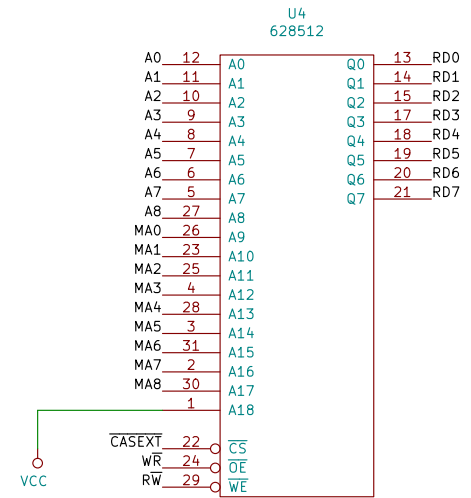 U4
628512
A0 12 A0 Q0 13 RD0
A1 11 A1 Q1 14 RD1
A2 10 A2 Q2 15 RD2
A3 9 A3 Q3 17 RD3
A4 8 A4 Q4 18 RD4
A5 7 A5 Q5 19 RD5
A6 6 A6 Q6 20 RD6
A7 5 A7 Q7 21 RD7
A8 27 A8
MA0 26 A9
MA1 23 A10
MA2 25 A11
MA3 4 A12
MA4 28 A13
MA5 3 A14
MA6 31 A15
MA7 2 A16
MA8 30 A17
1 A18
CASEXT 22 CS
WR 24 OE
RW 29 WE
VCC